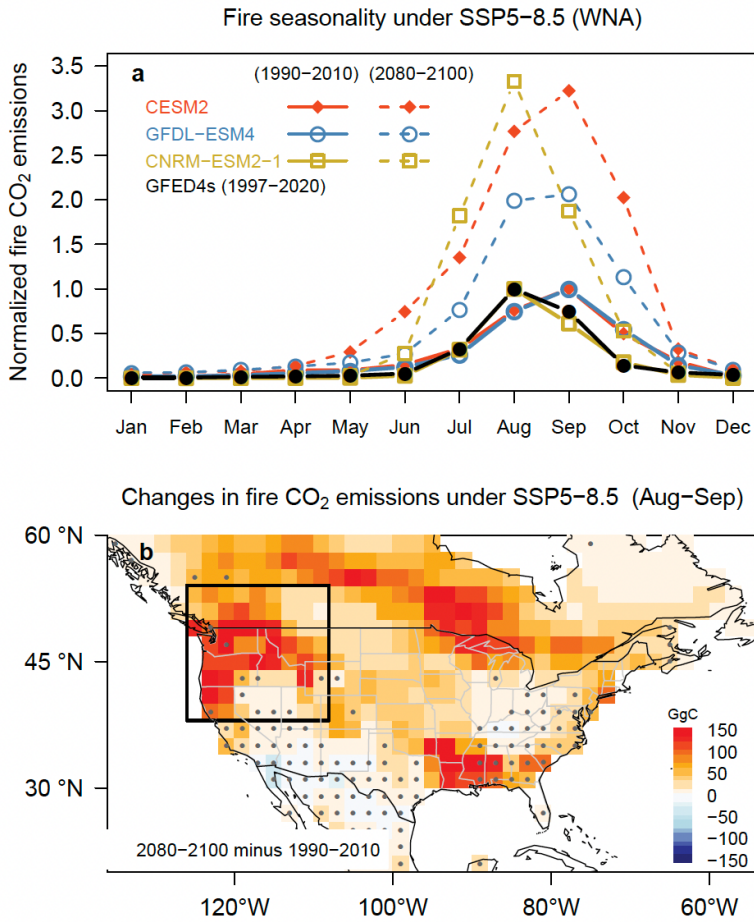 Fire seasonality under SSP5−8.5 (WNA)
a
(1990−2010) (2080−2100)
CESM2
GFDL−ESM4
CNRM−ESM2−1
GFED4s (1997−2020)
Normalized fire CO₂ emissions
3.5
3.0
2.5
2.0
1.5
1.0
0.5
0.0
Jan Feb Mar Apr May Jun Jul Aug Sep Oct Nov Dec
Changes in fire CO₂ emissions under SSP5−8.5 (Aug−Sep)
b
60 °N
45 °N
30 °N
GgC
150
100
50
0
−50
−100
−150
2080−2100 minus 1990−2010
120°W 100°W 80°W 60°W